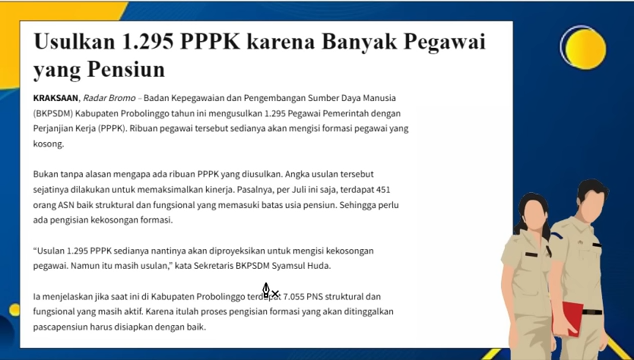 Usulkan 1.295 PPPK karena Banyak Pegawai
yang Pensiun
KRAKSAAN, Radar Bromo - Badan Kepegawaian dan Pengembangan Sumber Daya Manusia
(BKPSDM) Kabupaten Probolinggo tahun ini mengusulkan 1.295 Pegawai Pemerintah dengan
Perjanjian Kerja (PPPK). Ribuan pegawai tersebut sedianya akan mengisi formasi pegawai yang
kosong.
Bukan tanpa alasan mengapa ada ribuan PPPK yang diusulkan. Angka usulan tersebut
sejatinya dilakukan untuk memaksimalkan kinerja. Pasalnya, per Juli ini saja, terdapat 451
orang ASN baik struktural dan fungsional yang memasuki batas usia pensiun. Sehingga perlu
ada pengisian kekosongan formasi.
“Usulan 1.295 PPPK sedianya nantinya akan diproyeksikan untuk mengisi kekosongan
pegawai. Namun itu masih usulan,” kata Sekretaris BKPSDM Syamsul Huda.
Ia menjelaskan jika saat ini di Kabupaten Probolinggo terdapat 7.055 PNS struktural dan
fungsional yang masih aktif. Karena itulah proses pengisian formasi yang akan ditinggalkan
pascapensiun harus disiapkan dengan baik.